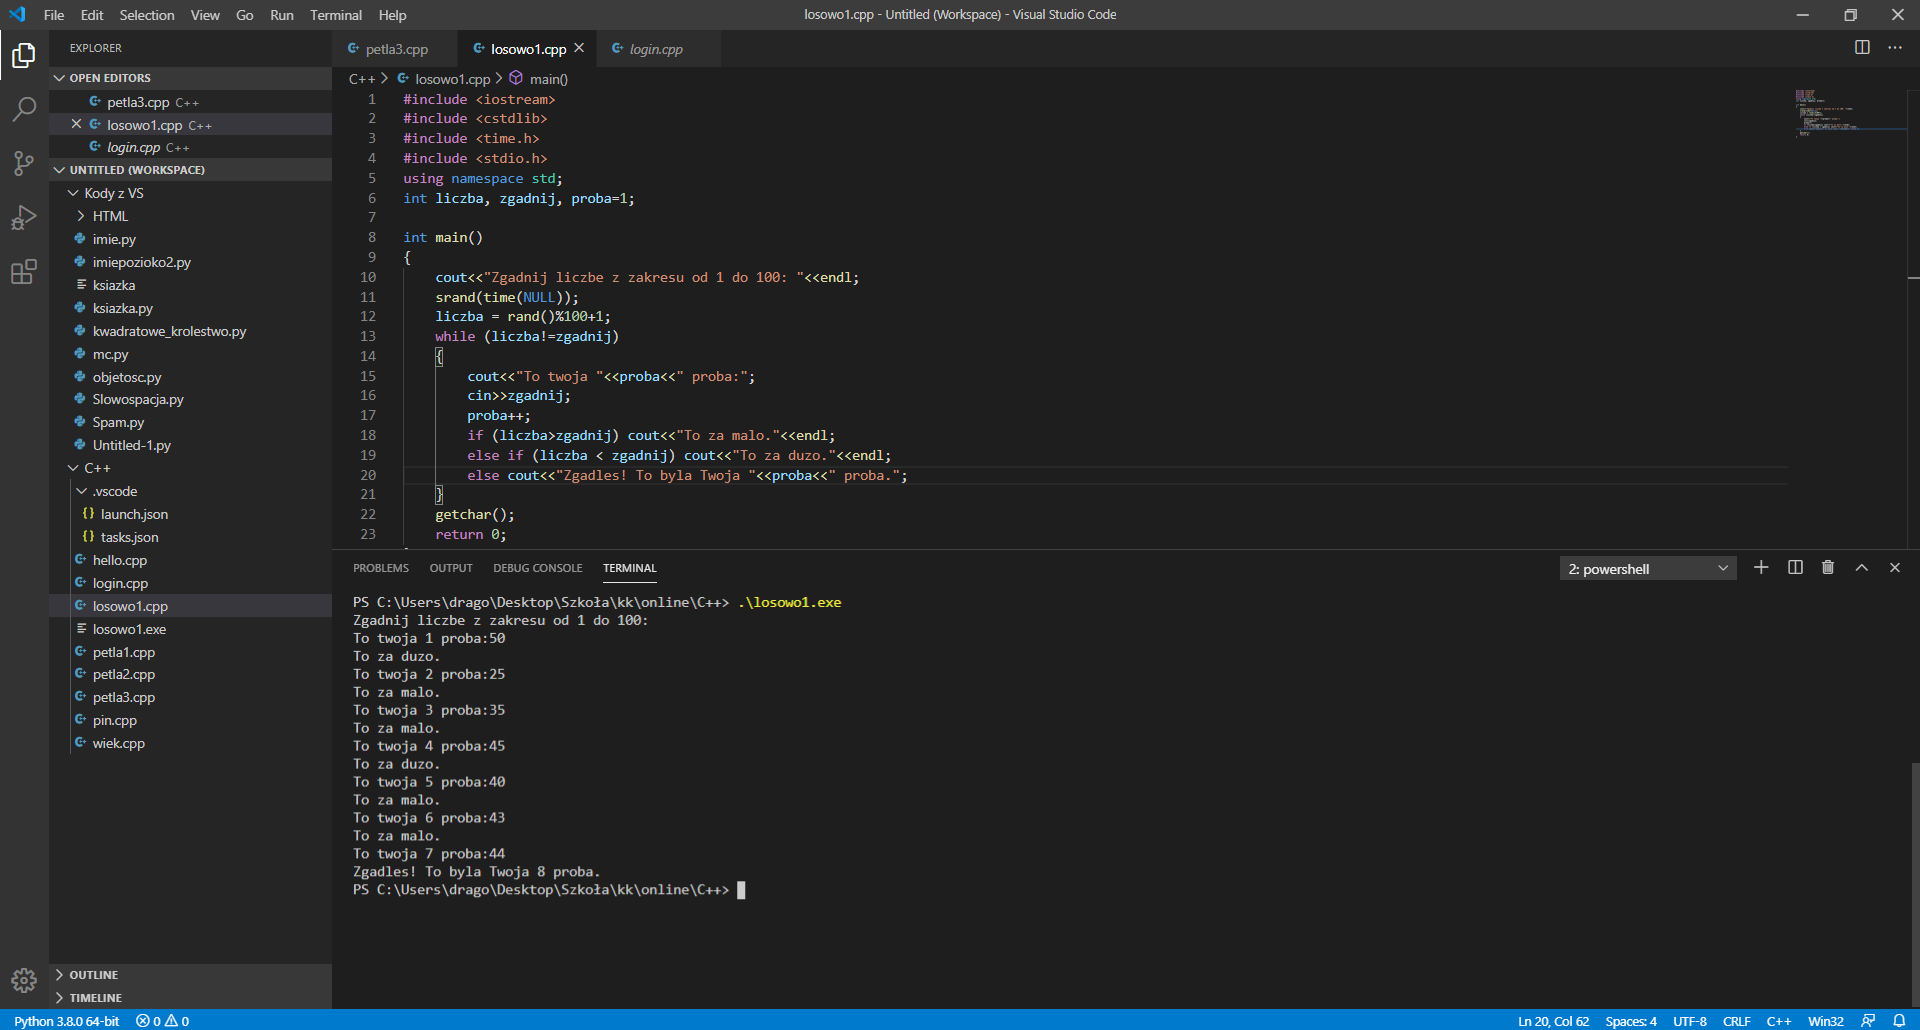 File Edit Selection View Go Run Terminal Help
losowo1.cpp - Untitled (Workspace) - Visual Studio Code
EXPLORER
OPEN EDITORS
petla3.cpp C++
losowo1.cpp C++
login.cpp C++
UNTITLED (WORKSPACE)
Kody z VS
HTML
imie.py
imiepozioko2.py
ksiazka
ksiazka.py
kwadratowe_krolestwo.py
mc.py
objetosc.py
Slowospacja.py
Spam.py
Untitled-1.py
C++
.vscode
launch.json
tasks.json
hello.cpp
login.cpp
losowo1.cpp
losowo1.exe
petla1.cpp
petla2.cpp
petla3.cpp
pin.cpp
wiek.cpp
OUTLINE
TIMELINE
petla3.cpp losowo1.cpp login.cpp
C++ > losowo1.cpp > main()
1 #include <iostream>
2 #include <cstdlib>
3 #include <time.h>
4 #include <stdio.h>
5 using namespace std;
6 int liczba, zgadnij, proba=1;
7
8 int main()
9 {
10 cout<<"Zgadnij liczbe z zakresu od 1 do 100: "<<endl;
11 srand(time(NULL));
12 liczba = rand()%100+1;
13 while (liczba!=zgadnij)
14 {
15 cout<<"To twoja "<<proba<<" proba:";
16 cin>>zgadnij;
17 proba++;
18 if (liczba>zgadnij) cout<<"To za malo."<<endl;
19 else if (liczba < zgadnij) cout<<"To za duzo."<<endl;
20 else cout<<"Zgadles! To byla Twoja "<<proba<<" proba.";
21 }
22 getchar();
23 return 0;
PROBLEMS OUTPUT DEBUG CONSOLE TERMINAL
2: powershell
PS C:\Users\drago\Desktop\Szkoła\kk\online\C++> .\losowo1.exe
Zgadnij liczbe z zakresu od 1 do 100:
To twoja 1 proba:50
To za duzo.
To twoja 2 proba:25
To za malo.
To twoja 3 proba:35
To za malo.
To twoja 4 proba:45
To za duzo.
To twoja 5 proba:40
To za malo.
To twoja 6 proba:43
To za malo.
To twoja 7 proba:44
Zgadles! To byla Twoja 8 proba.
PS C:\Users\drago\Desktop\Szkoła\kk\online\C++>
Python 3.8.0 64-bit 0 0
Ln 20, Col 62 Spaces: 4 UTF-8 CRLF C++ Win32